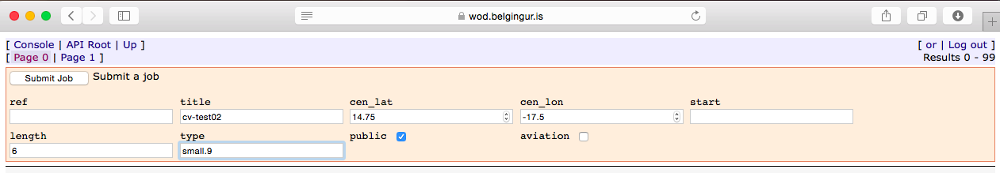 wod.belgingur.is
[ Console | API Root | Up ] [ or | Log out ]
[ Page 0 | Page 1 ] Results 0 - 99
Submit Job Submit a job
ref title cen_lat cen_lon start
cv-test02 14.75 -17.5
length type public aviation
6 small.9